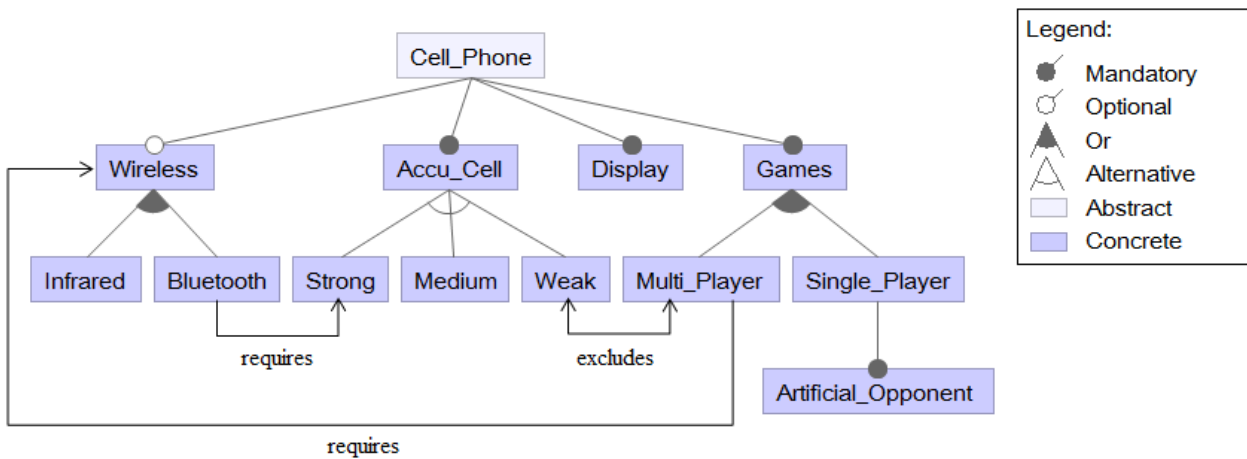 Cell_Phone
Wireless
Accu_Cell
Display
Games
Infrared
Bluetooth
Strong
Medium
Weak
Multi_Player
Single_Player
requires
excludes
Artificial_Opponent
requires
Legend:
Mandatory
Optional
Or
Alternative
Abstract
Concrete